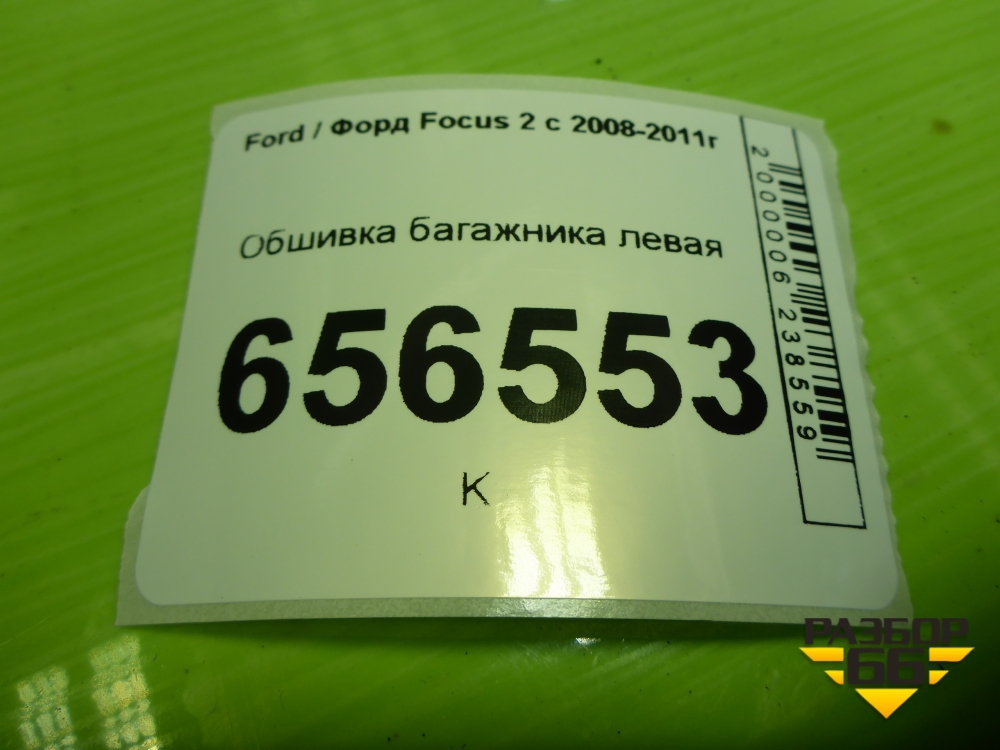 Ford / Форд Focus 2 с 2008-2011г
Обшивка багажника левая
656553
К
2000006238559
РАЗБОР
66